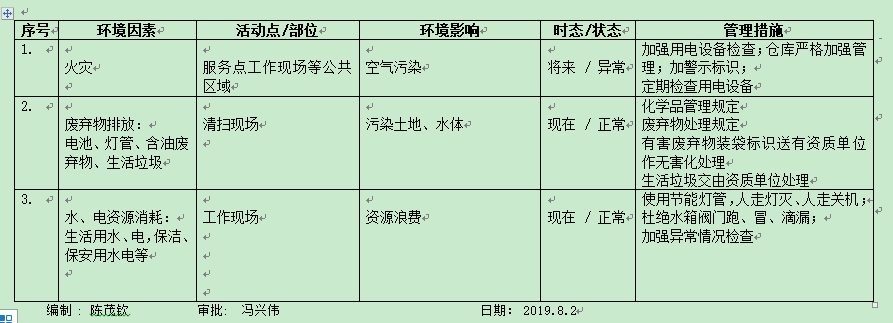 序号 环境因素 活动点/部位 环境影响 时态/状态 管理措施
1. 火灾 服务点工作现场等公共 空气污染 将来 / 异常 加强用电设备检查；仓库严格加强管
区域 理；加警示标识；
定期检查用电设备
2. 化学品管理规定
废弃物排放： 清扫现场 污染土地、水体 现在 / 正常 废弃物处理规定
电池、灯管、含油废 有害废弃物装袋标识送有资质单位
弃物、生活垃圾 作无害化处理
生活垃圾交由资质单位处理
3. 使用节能灯管，人走灯灭、人走关机；
水、电资源消耗： 工作现场 资源浪费 现在 / 正常 杜绝水箱阀门跑、冒、滴漏；
生活用水、电，保洁、 加强异常情况检查
保安用水电等
编制：陈茂钦 审批： 冯兴伟 日期： 2019.8.2